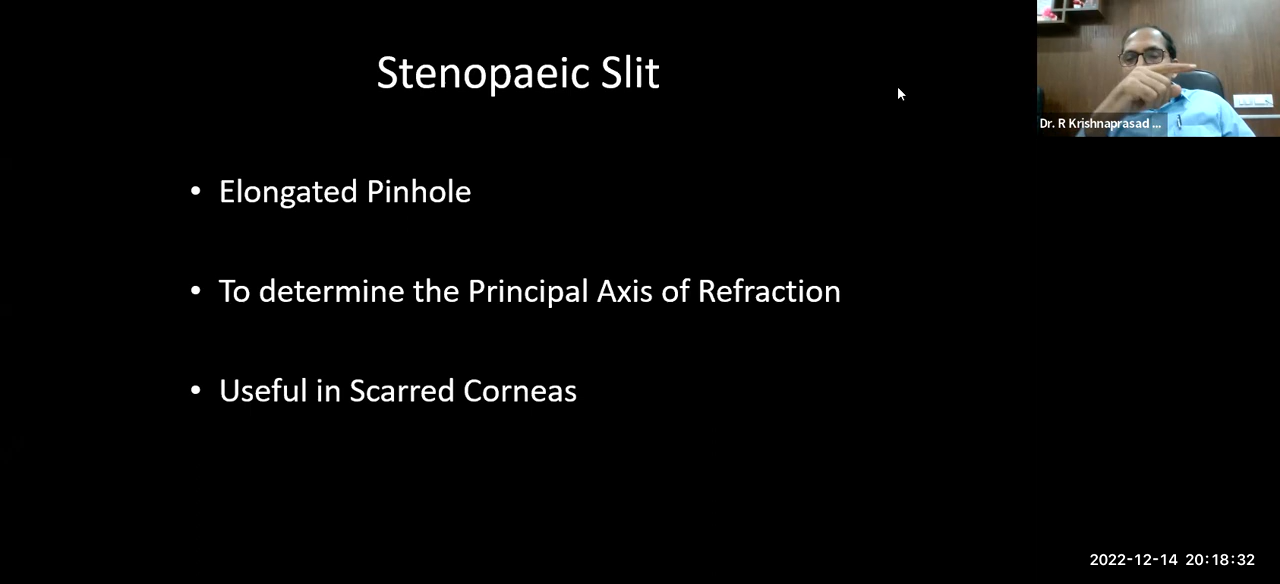 Stenopaeic Slit
Dr. R Krishnaprasad ...
• Elongated Pinhole
• To determine the Principal Axis of Refraction
• Useful in Scarred Corneas
2022-12-14 20:18:32